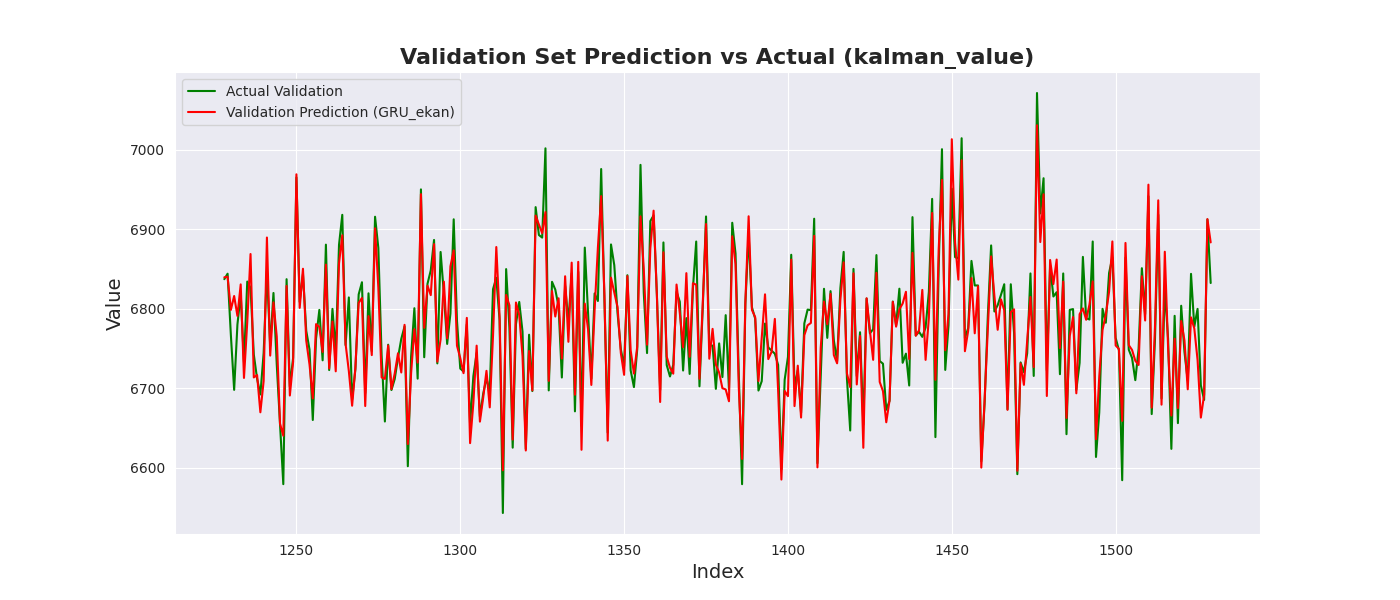 Validation Set Prediction vs Actual (kalman_value)
Actual Validation
Validation Prediction (GRU_ekan)
Value
7000
6900
6800
6700
6600
1250
1300
1350
1400
1450
1500
Index